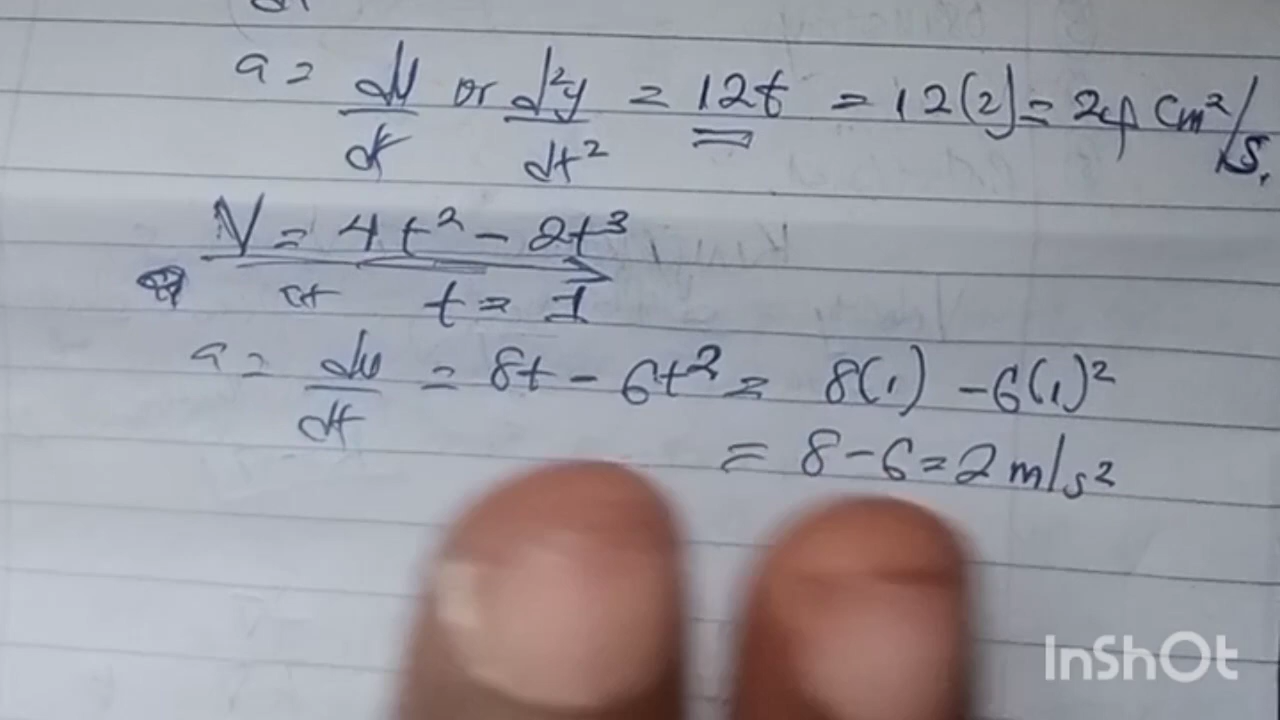 a = dv/dt or d²y/dt² = 12t = 12(2) = 24 cm²/s.
V = 4t² - 2t³
at t = 1
a = dv/dt = 8t - 6t² = 8(1) - 6(1)²
= 8-6 = 2 m/s²
InShOt